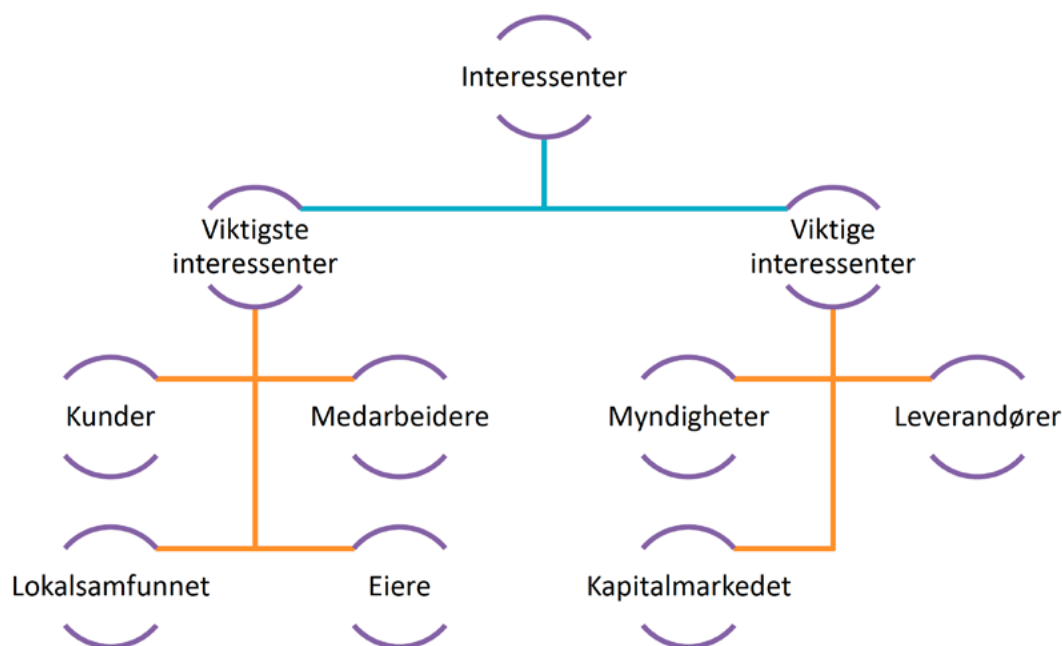 Interessenter
Viktigste
interessenter
Viktige
interessenter
Kunder
Medarbeidere
Myndigheter
Leverandører
Lokalsamfunnet
Eiere
Kapitalmarkedet